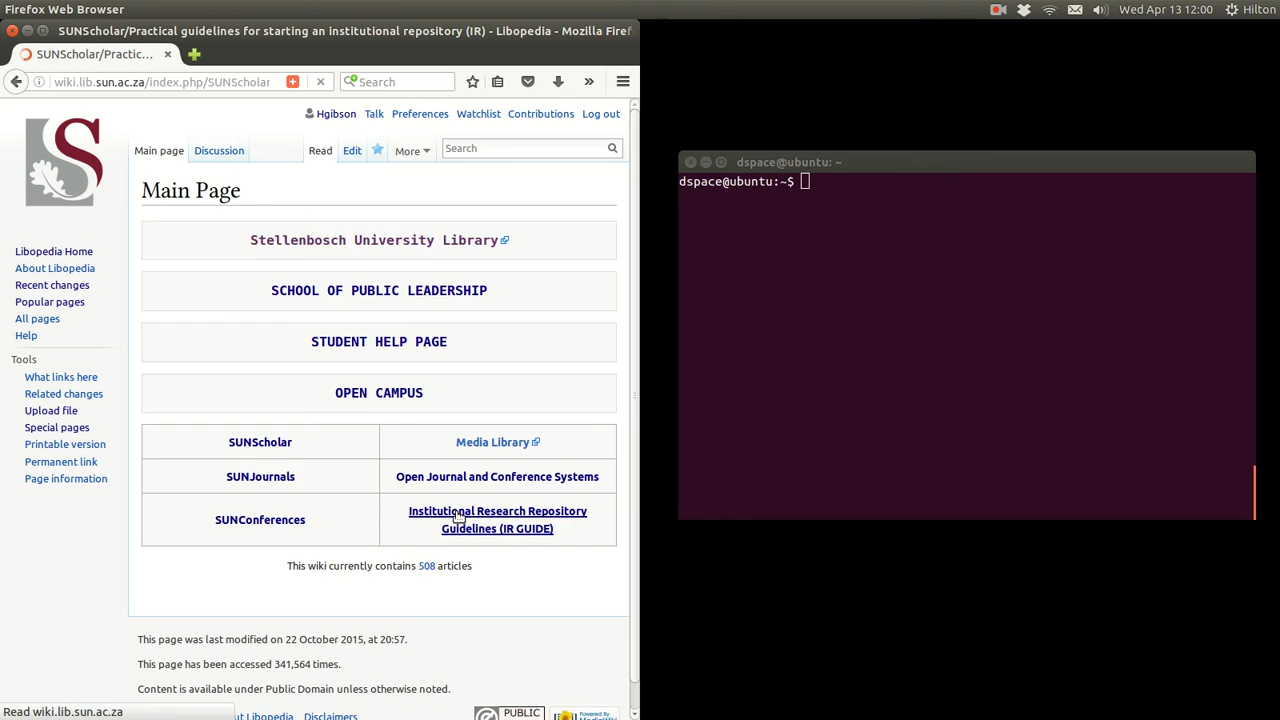 Firefox Web Browser
Wed Apr 13 12:00
Hilton
SUNScholar/Practical guidelines for starting an institutional repository (IR) - Libopedia - Mozilla Firef
SUNScholar/Practic...
wiki.lib.sun.ac.za/index.php/SUNScholar
Search
Hgibson Talk Preferences Watchlist Contributions Log out
Main page Discussion Read Edit More Search
Main Page
Stellenbosch University Library
SCHOOL OF PUBLIC LEADERSHIP
STUDENT HELP PAGE
OPEN CAMPUS
SUNScholar
Media Library
SUNJournals
Open Journal and Conference Systems
SUNConferences
Institutional Research Repository
Guidelines (IR GUIDE)
This wiki currently contains 508 articles
Libopedia Home
About Libopedia
Recent changes
Popular pages
All pages
Help
Tools
What links here
Related changes
Upload file
Special pages
Printable version
Permanent link
Page information
This page was last modified on 22 October 2015, at 20:57.
This page has been accessed 341,564 times.
Content is available under Public Domain unless otherwise noted.
Read wiki.lib.sun.ac.za
ut Libopedia Disclaimers
PUBLIC
Powered By
dspace@ubuntu: ~
dspace@ubuntu:~$